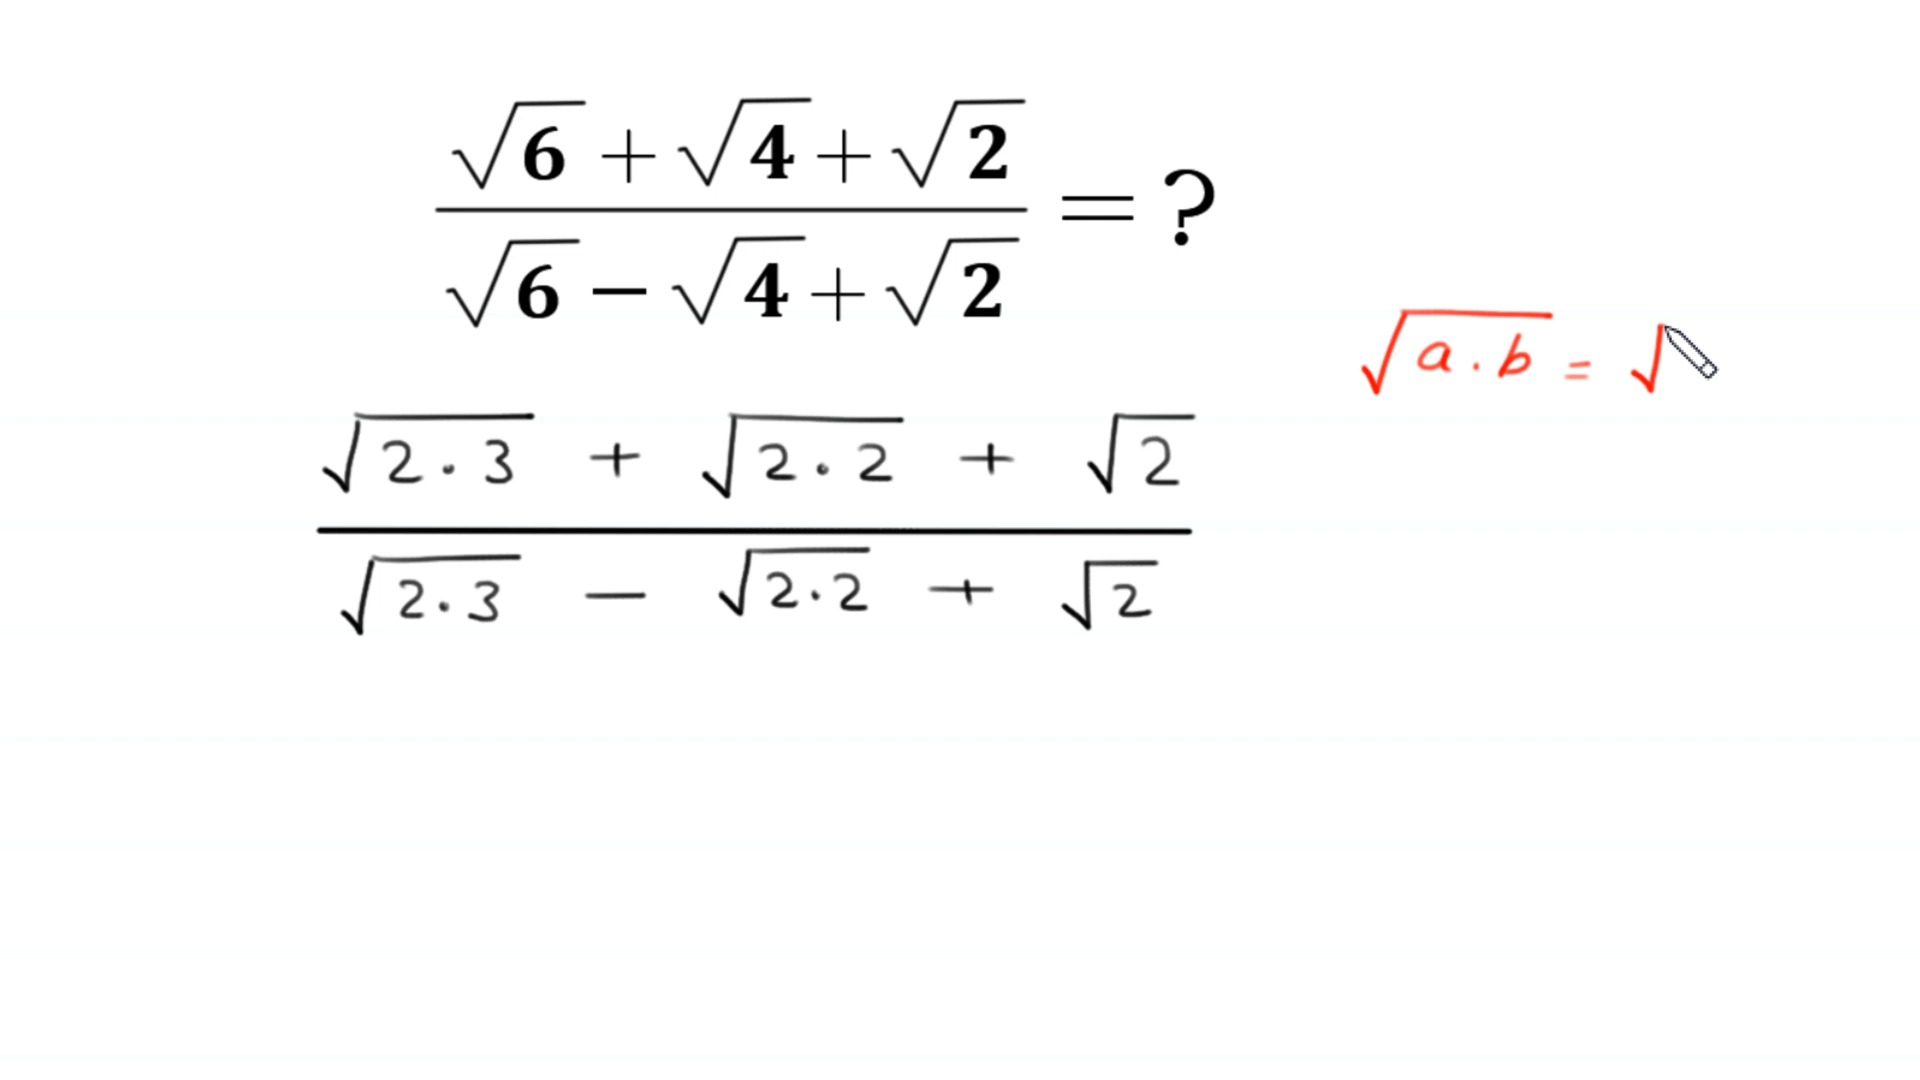 (√6 + √4 + √2) / (√6 − √4 + √2) = ?
√(a · b) = √
(√(2·3) + √(2·2) + √2) / (√(2·3) − √(2·2) + √2)